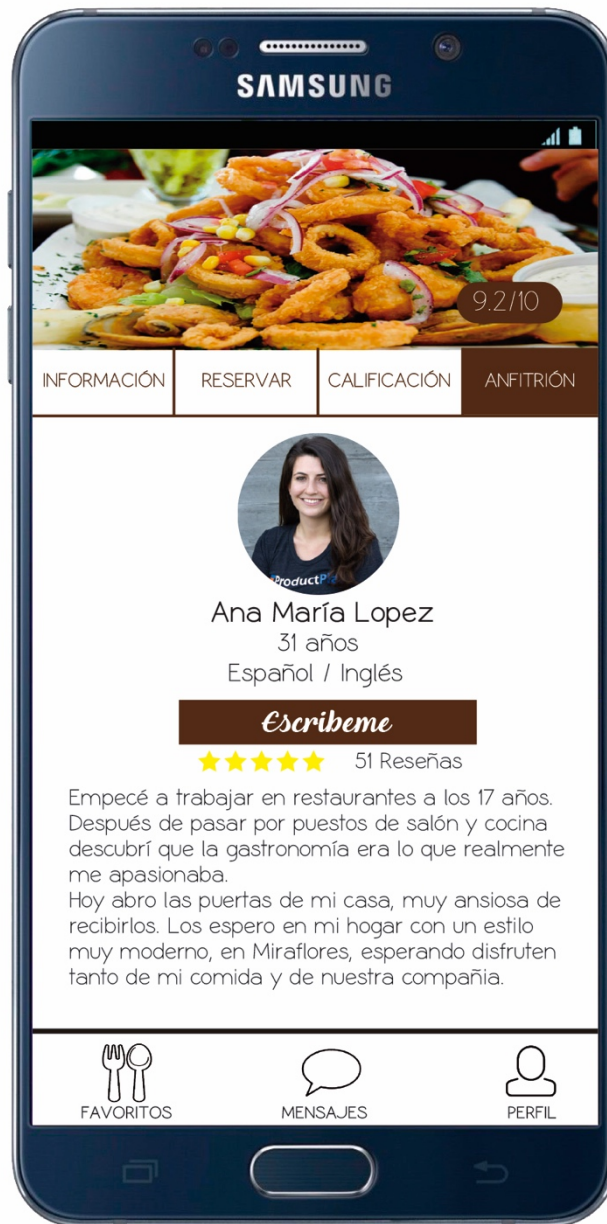 SAMSUNG
9.2/10
INFORMACIÓN
RESERVAR
CALIFICACIÓN
ANFITRIÓN
Ana María Lopez
31 años
Español / Inglés
Escribeme
51 Reseñas
Empecé a trabajar en restaurantes a los 17 años.
Después de pasar por puestos de salón y cocina
descubrí que la gastronomía era lo que realmente
me apasionaba.
Hoy abro las puertas de mi casa, muy ansiosa de
recibirlos. Los espero en mi hogar con un estilo
muy moderno, en Miraflores, esperando disfruten
tanto de mi comida y de nuestra compañia.
FAVORITOS
MENSAJES
PERFIL